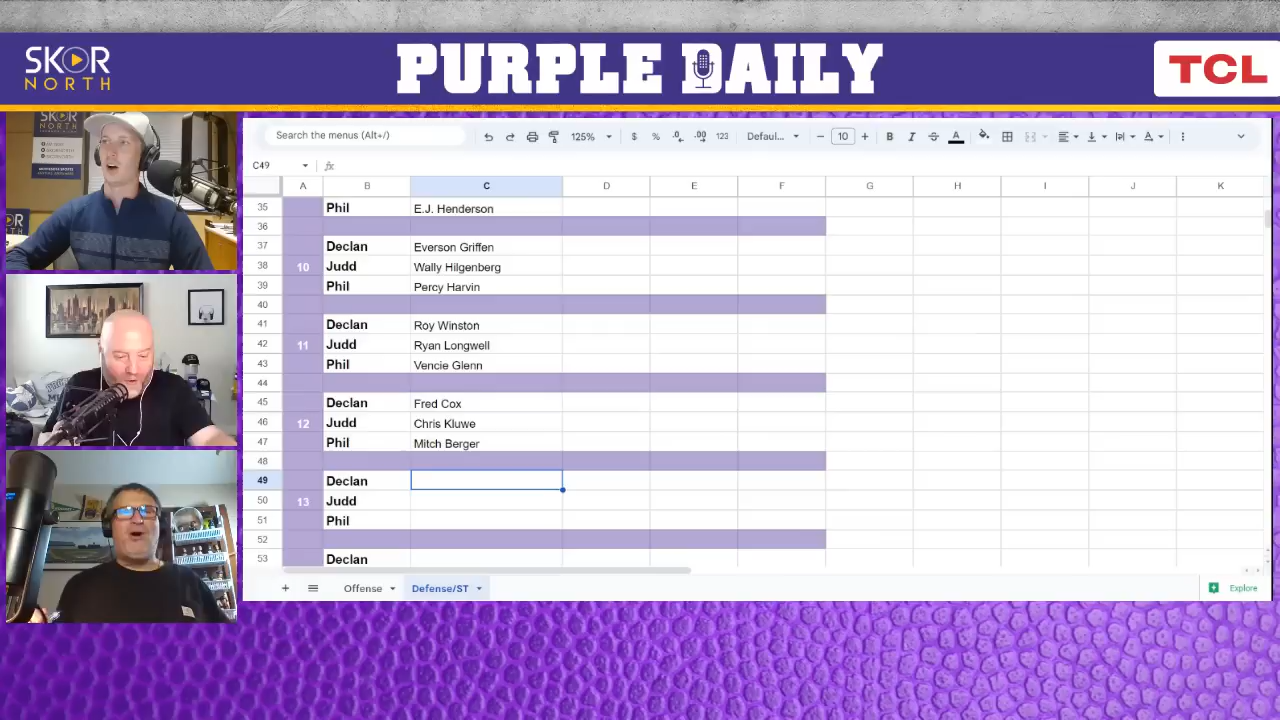 SKOR
NORTH
PURPLE DAILY
TCL
SKOR
NORTH
Search the menus (Alt+/)
125%
$ % .0 .00 123
Defaul...
− 10 +
B I S A
C49
fx
A B C D E F G H I J K
35 Phil E.J. Henderson
36
37 Declan Everson Griffen
38 10 Judd Wally Hilgenberg
39 Phil Percy Harvin
40
41 Declan Roy Winston
42 11 Judd Ryan Longwell
43 Phil Vencie Glenn
44
45 Declan Fred Cox
46 12 Judd Chris Kluwe
47 Phil Mitch Berger
48
49 Declan
50 13 Judd
51 Phil
52
53 Declan
+ Offense Defense/ST Explore